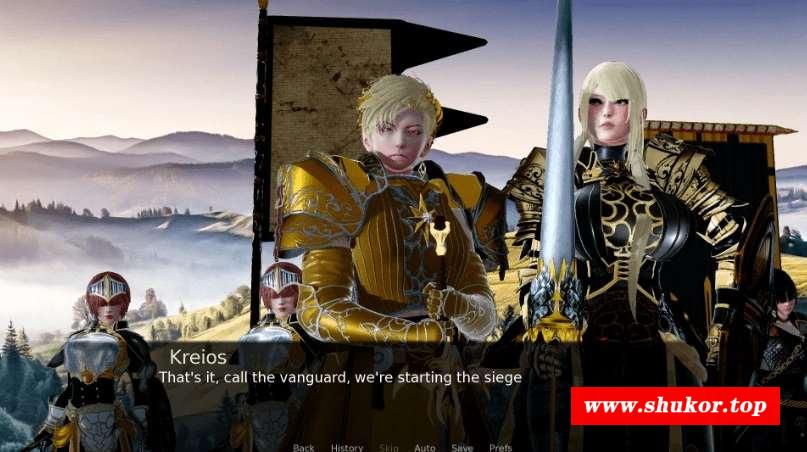 Kreios
That's it, call the vanguard, we're starting the siege
www.shukor.top
Back History Skip Auto Save Prefs